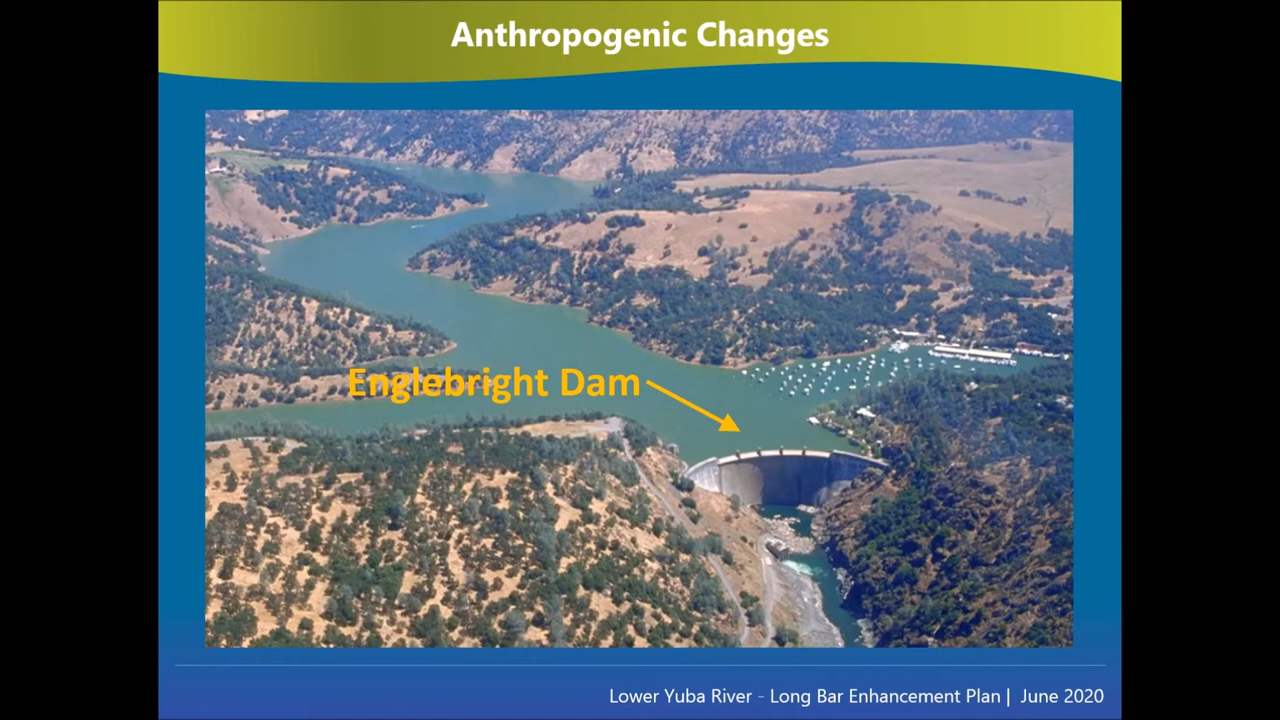 Anthropogenic Changes
Englebright Dam
Lower Yuba River - Long Bar Enhancement Plan | June 2020